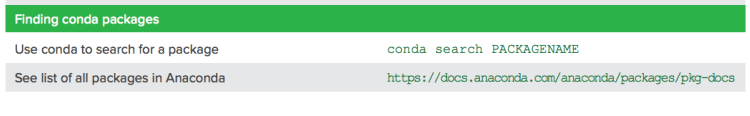 Finding conda packages
Use conda to search for a package conda search PACKAGENAME
See list of all packages in Anaconda https://docs.anaconda.com/anaconda/packages/pkg-docs